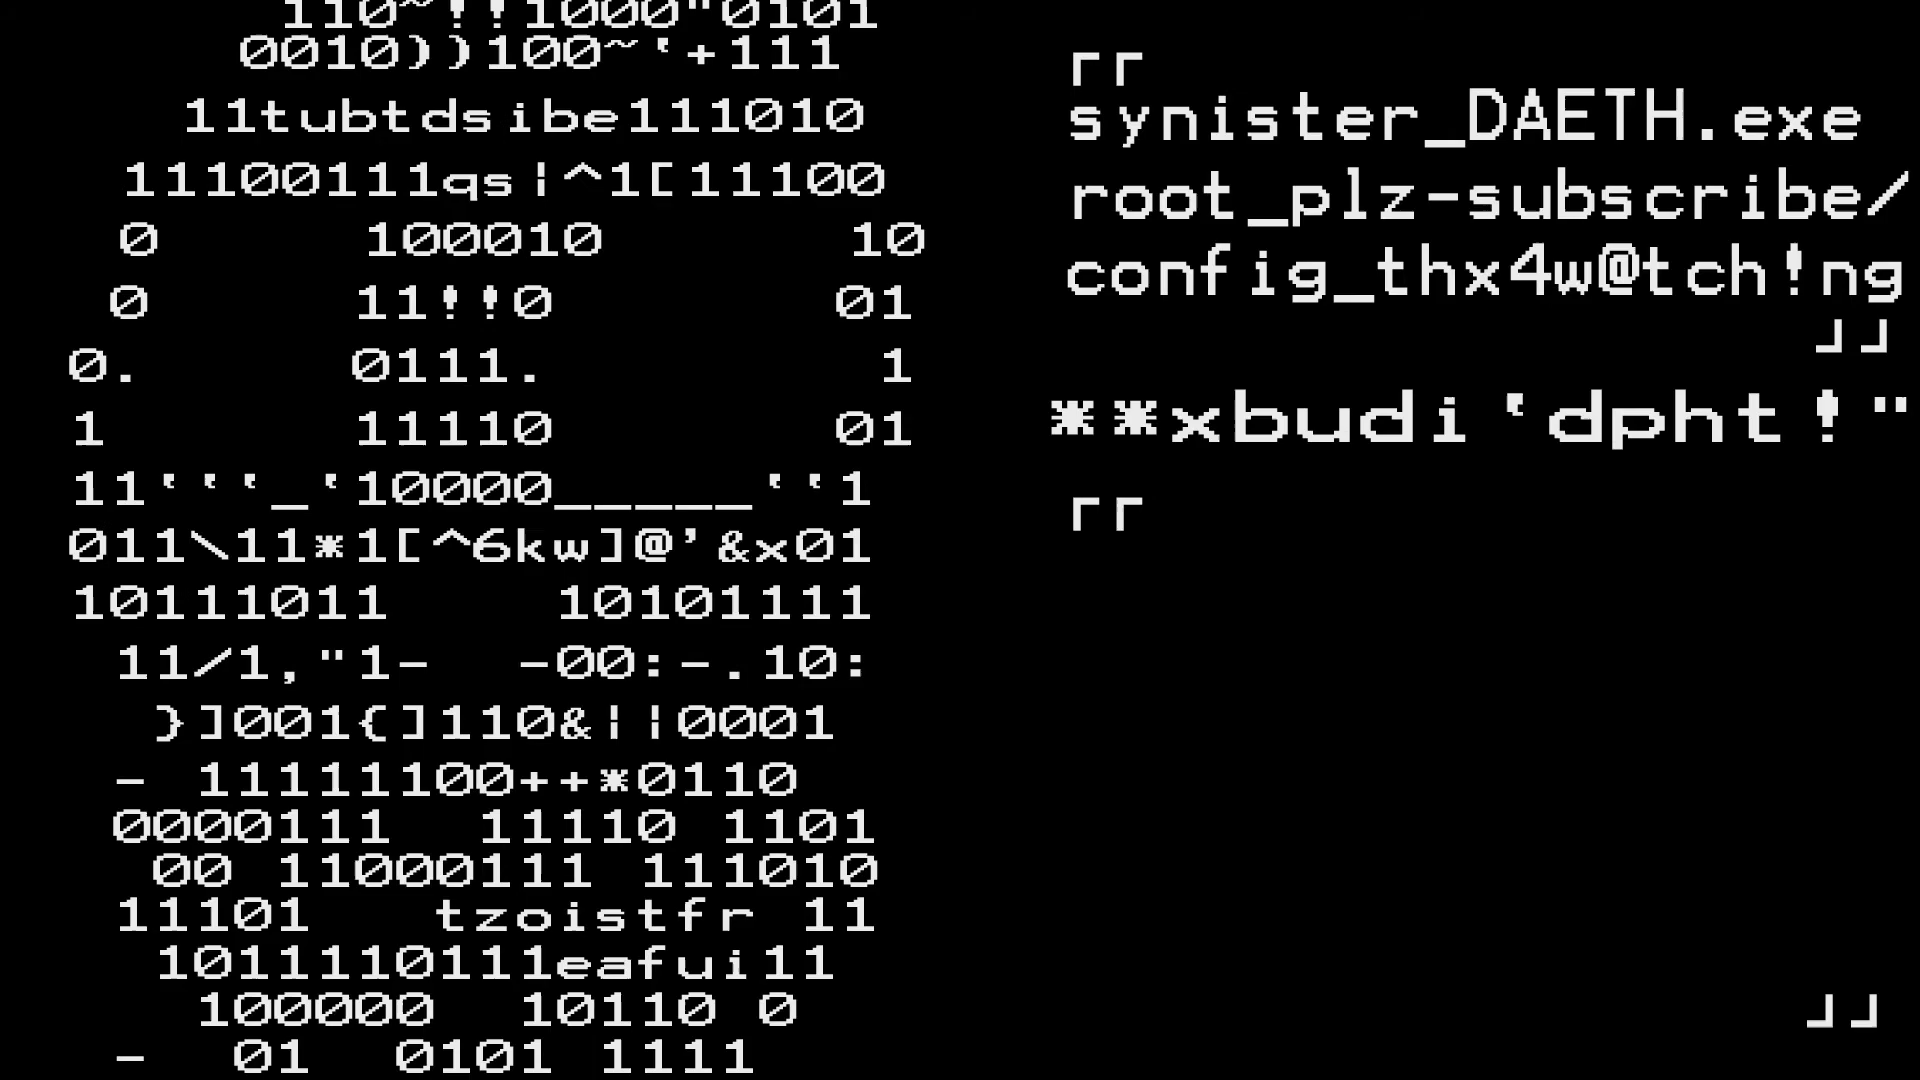 110~!!1000"0101
0010))100~‛+111
11tubtdsibe111010
11100111qs¦^1[11100
0 100010 10
0 11!!0 01
0. 0111. 1
1 11110 01
11‛‛‛_‛10000_____‛‛1
011\11*1[^6kw]@’&x01
10111011 10101111
11/1,"1- -00:-.10:
}]001{]110&¦¦0001
- 11111100++*0110
0000111 11110 1101
00 11000111 111010
11101 tzoistfr 11
10111110111eafui11
100000 10110 0
- 01 0101 1111
┌┌
synister_DAETH.exe
root_plz-subscribe/
config_thx4w@tch!ng
┘┘
**xbudi‛dpht!"
┌┌
┘┘